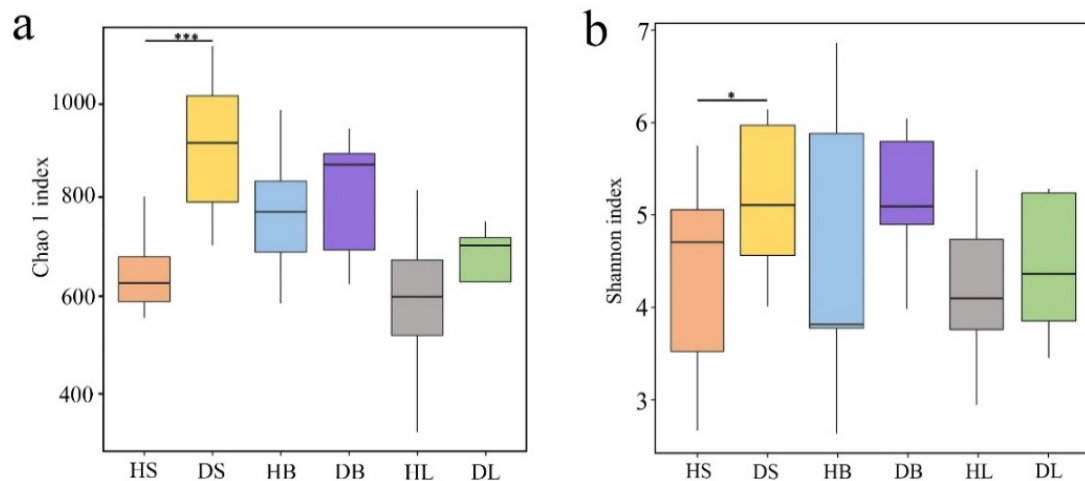 a
Chao 1 index
1000
800
600
400
***
HS DS HB DB HL DL
b
Shannon index
7
6
5
4
3
*
HS DS HB DB HL DL